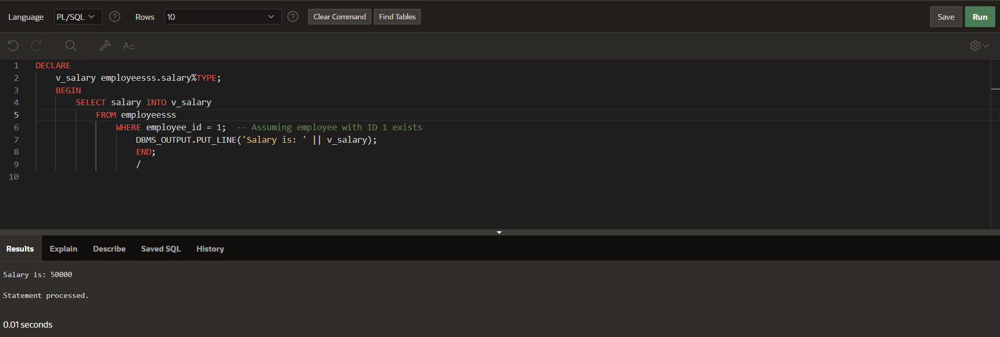 Language PL/SQL ? Rows 10 ? Clear Command Find Tables Save Run
A
1 DECLARE
2 v_salary employeesss.salary%TYPE;
3 BEGIN
4 SELECT salary INTO v_salary
5 FROM employeesss
6 WHERE employee_id = 1;  -- Assuming employee with ID 1 exists
7 DBMS_OUTPUT.PUT_LINE('Salary is: ' || v_salary);
8 END;
9 /
10
Results Explain Describe Saved SQL History
Salary is: 50000
Statement processed.
0.01 seconds